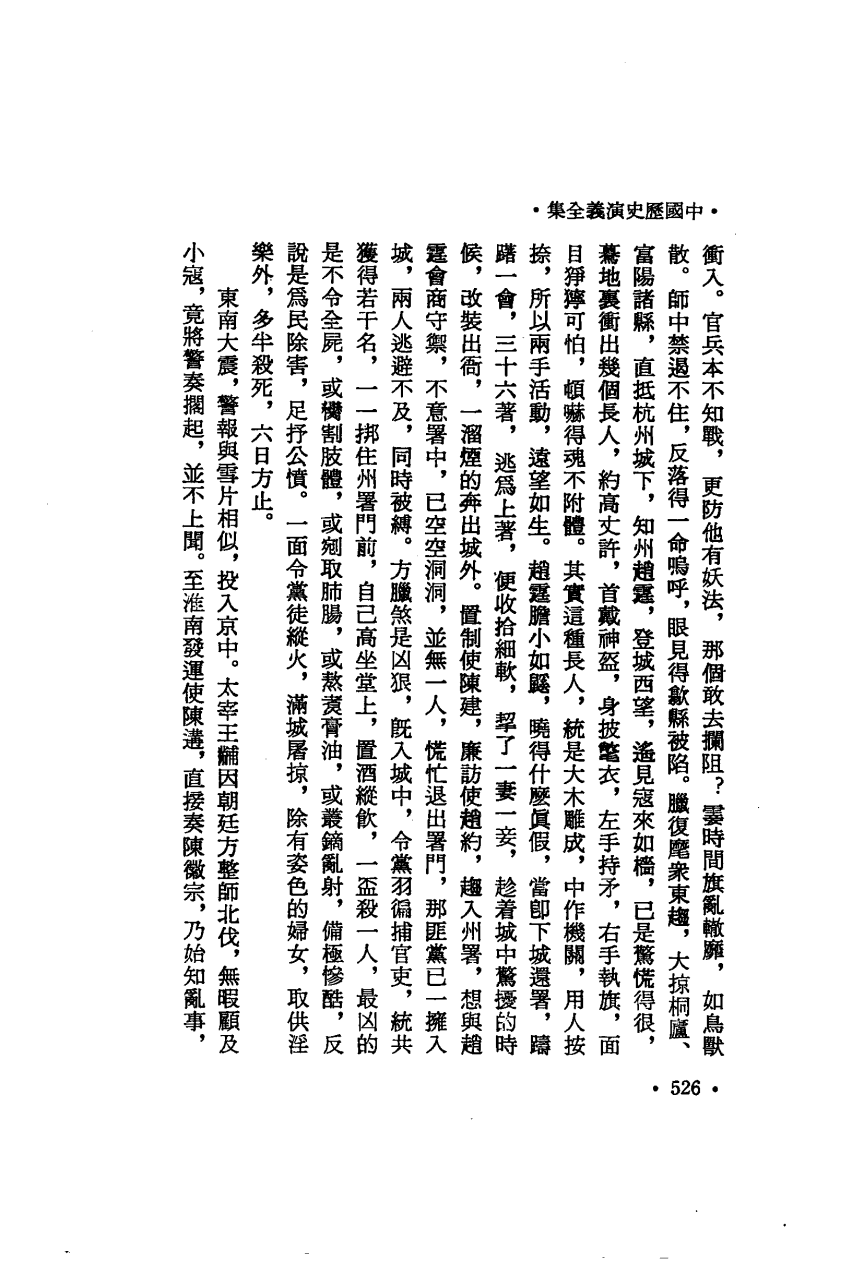 •中國歷史演義全集•
衝入。官兵本不知戰，更防他有妖法，那個敢去攔阻？霎時間旗亂轍靡，如鳥獸
散。師中禁遏不住，反落得一命嗚呼，眼見得歙縣被陷。臘復麾衆東趨，大掠桐廬、
富陽諸縣，直抵杭州城下，知州趙霆，登城西望，遙見寇來如檣，已是驚慌得很，
驀地裏衝出幾個長人，約高丈許，首戴神盔，身披氅衣，左手持矛，右手執旗，面
目猙獰可怕，頓嚇得魂不附體。其實這種長人，統是大木雕成，中作機關，用人按
捺，所以兩手活動，遠望如生。趙霆膽小如鼷，曉得什麽眞假，當卽下城還署，躊
躇一會，三十六著，逃爲上著，便收拾細軟，挈了一妻一妾，趁着城中驚擾的時
候，改裝出衙，一溜煙的奔出城外。置制使陳建，廉訪使趙約，趨入州署，想與趙
霆會商守禦，不意署中，已空空洞洞，並無一人，慌忙退出署門，那匪黨已一擁入
城，兩人逃避不及，同時被縛。方臘煞是凶狠，旣入城中，令黨羽徧捕官吏，統共
獲得若干名，一一挷住州署門前，自己高坐堂上，置酒縱飲，一盃殺一人，最凶的
是不令全屍，或臠割肢體，或剜取肺腸，或熬煑膏油，或叢鏑亂射，備極慘酷，反
說是爲民除害，足抒公憤。一面令黨徒縱火，滿城屠掠，除有姿色的婦女，取供淫
樂外，多半殺死，六日方止。
東南大震，警報與雪片相似，投入京中。太宰王黼因朝廷方整師北伐，無暇顧及
小寇，竟將警奏擱起，並不上聞。至淮南發運使陳遘，直接奏陳徽宗，乃始知亂事，
•526•